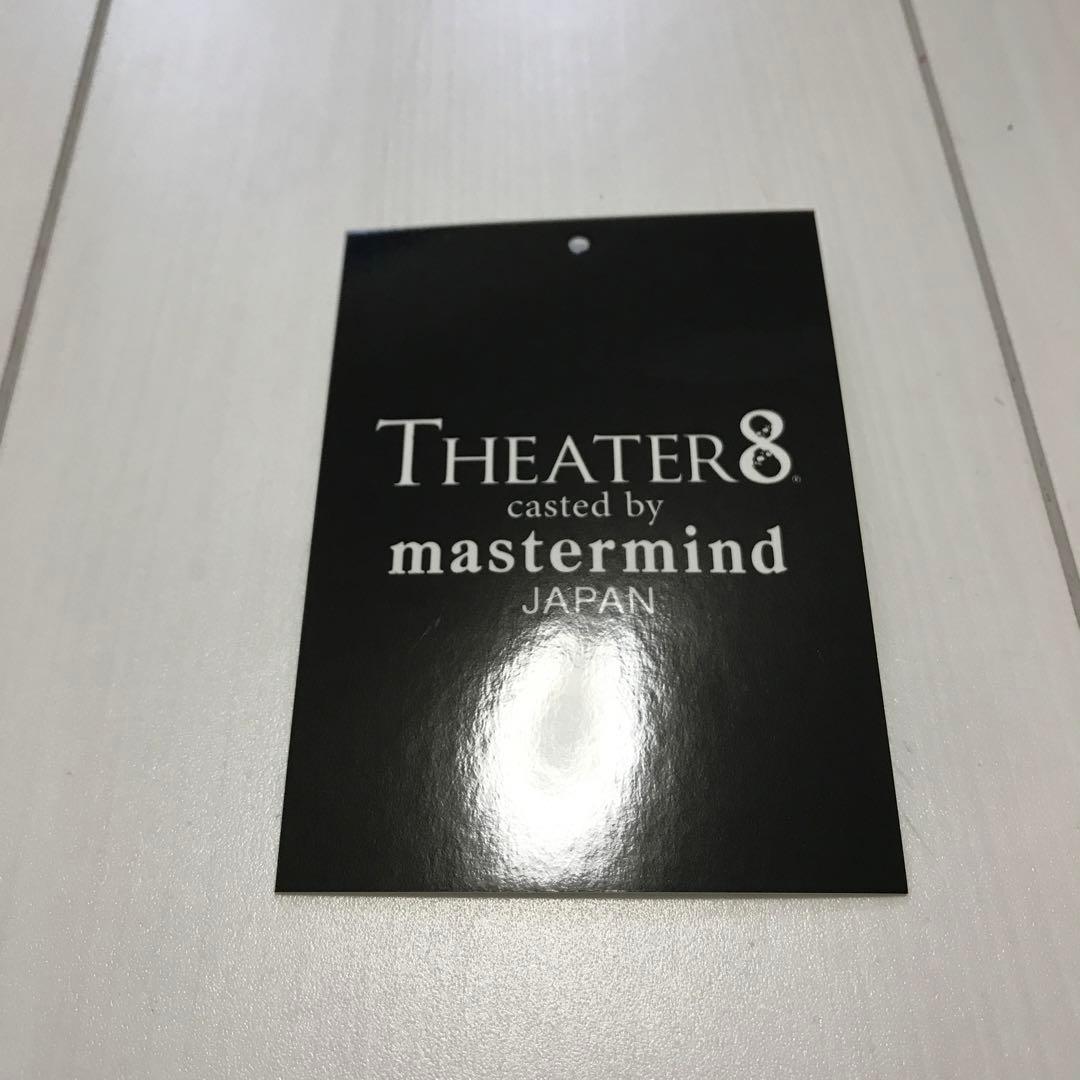 THEATER8®
casted by
mastermind
JAPAN